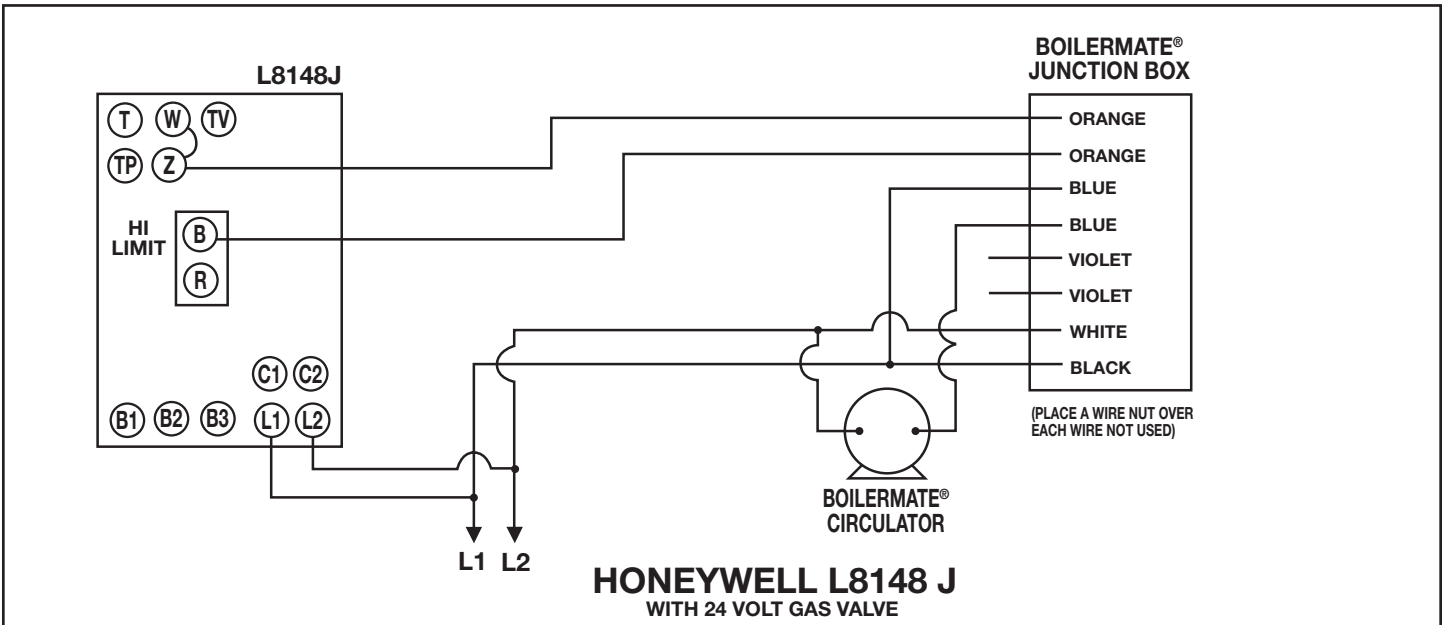 L8148J
T W TV
TP Z
HI
LIMIT
B
R
C1 C2
B1 B2 B3 L1 L2
L1 L2
BOILERMATE®
JUNCTION BOX
ORANGE
ORANGE
BLUE
BLUE
VIOLET
VIOLET
WHITE
BLACK
(PLACE A WIRE NUT OVER
EACH WIRE NOT USED)
BOILERMATE®
CIRCULATOR
HONEYWELL L8148 J
WITH 24 VOLT GAS VALVE